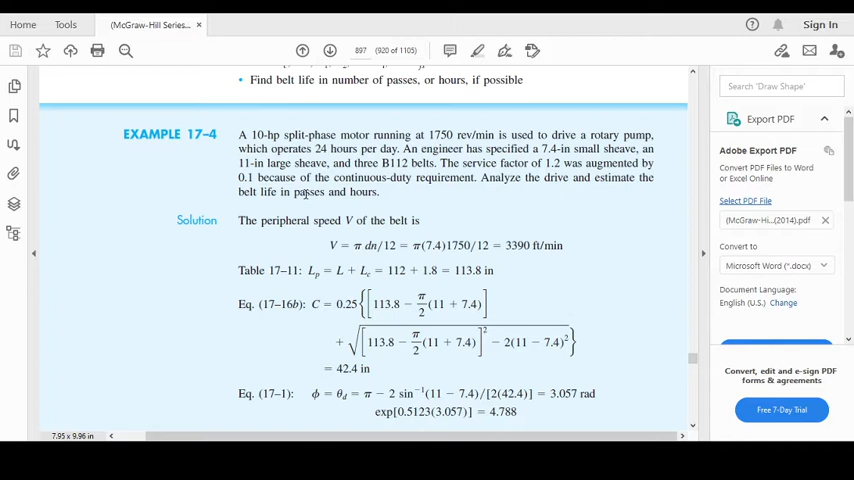 Home Tools (McGraw-Hill Series... × Sign In
897 (920 of 1105)
• Find belt life in number of passes, or hours, if possible
Search 'Draw Shape'
Export PDF
EXAMPLE 17–4
A 10-hp split-phase motor running at 1750 rev/min is used to drive a rotary pump,
which operates 24 hours per day. An engineer has specified a 7.4-in small sheave, an
11-in large sheave, and three B112 belts. The service factor of 1.2 was augmented by
0.1 because of the continuous-duty requirement. Analyze the drive and estimate the
belt life in passes and hours.
Solution The peripheral speed V of the belt is
V = π dn/12 = π(7.4)1750/12 = 3390 ft/min
Table 17–11: Lp = L + Lc = 112 + 1.8 = 113.8 in
Eq. (17–16b): C = 0.25{[113.8 − π/2 (11 + 7.4)]
+ √[113.8 − π/2 (11 + 7.4)]² − 2(11 − 7.4)²}
= 42.4 in
Eq. (17–1): ϕ = θd = π − 2 sin⁻¹(11 − 7.4)/[2(42.4)] = 3.057 rad
exp[0.5123(3.057)] = 4.788
7.95 x 9.96 in
Adobe Export PDF
Convert PDF Files to Word
or Excel Online
Select PDF File
(McGraw-Hi...(2014).pdf ×
Convert to
Microsoft Word (*.docx)
Document Language:
English (U.S.) Change
Convert, edit and e-sign PDF
forms & agreements
Free 7-Day Trial